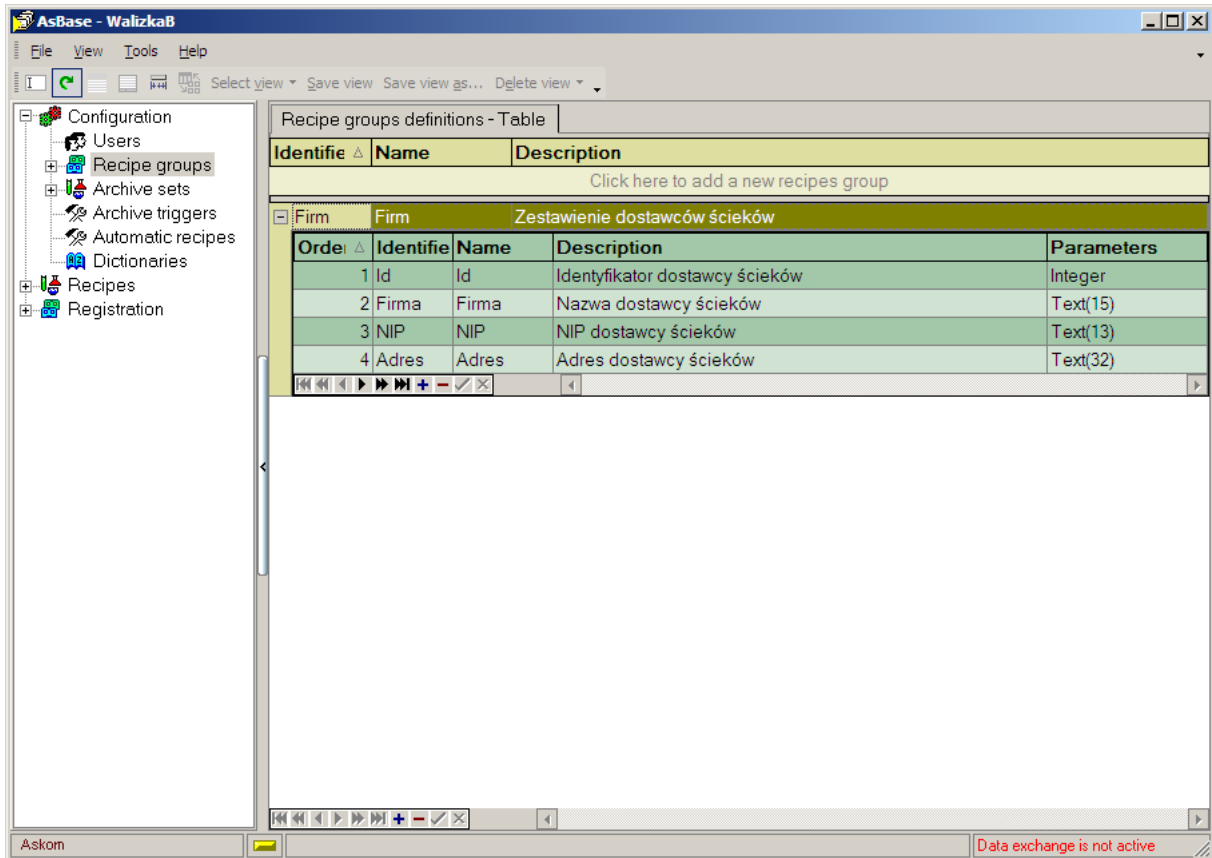 AsBase - WalizkaB
File View Tools Help
Select view Save view Save view as... Delete view
Configuration
Users
Recipe groups
Archive sets
Archive triggers
Automatic recipes
Dictionaries
Recipes
Registration
Recipe groups definitions - Table
Identifie Name Description
Click here to add a new recipes group
Firm Firm Zestawienie dostawców ścieków
Order Identifie Name Description Parameters
1 Id Id Identyfikator dostawcy ścieków Integer
2 Firma Firma Nazwa dostawcy ścieków Text(15)
3 NIP NIP NIP dostawcy ścieków Text(13)
4 Adres Adres Adres dostawcy ścieków Text(32)
Askom Data exchange is not active